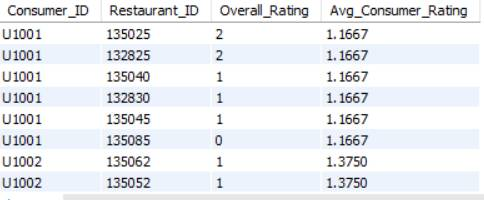 Consumer_ID Restaurant_ID Overall_Rating Avg_Consumer_Rating
U1001 135025 2 1.1667
U1001 132825 2 1.1667
U1001 135040 1 1.1667
U1001 132830 1 1.1667
U1001 135045 1 1.1667
U1001 135085 0 1.1667
U1002 135062 1 1.3750
U1002 135052 1 1.3750